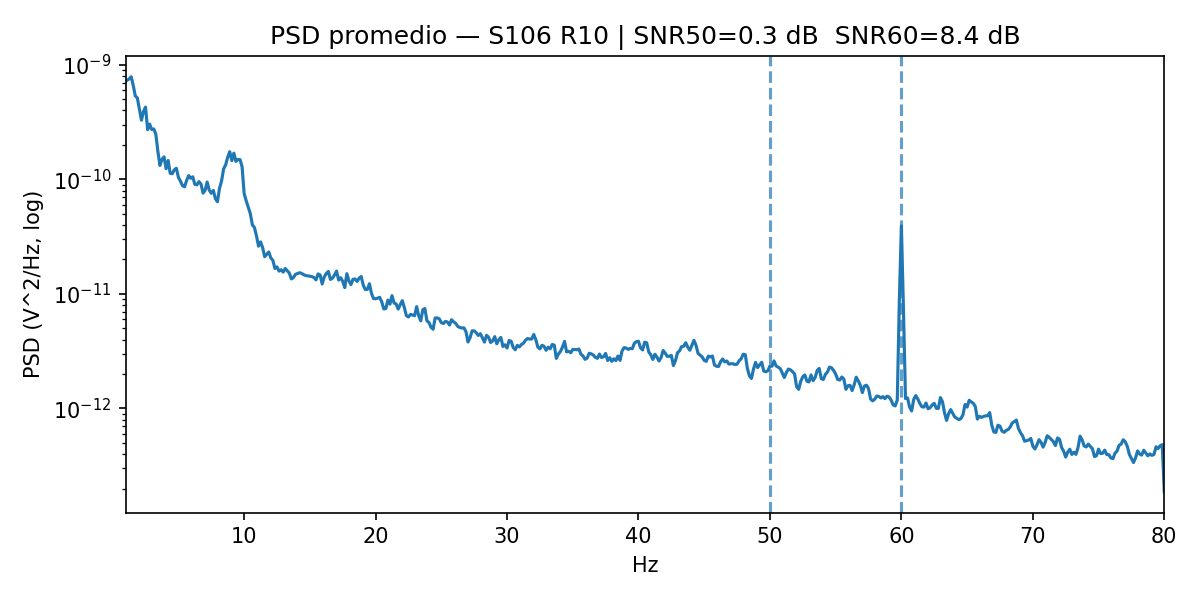 PSD promedio — S106 R10 | SNR50=0.3 dB  SNR60=8.4 dB
PSD (V^2/Hz, log)
10⁻⁹
10⁻¹⁰
10⁻¹¹
10⁻¹²
10 20 30 40 50 60 70 80
Hz